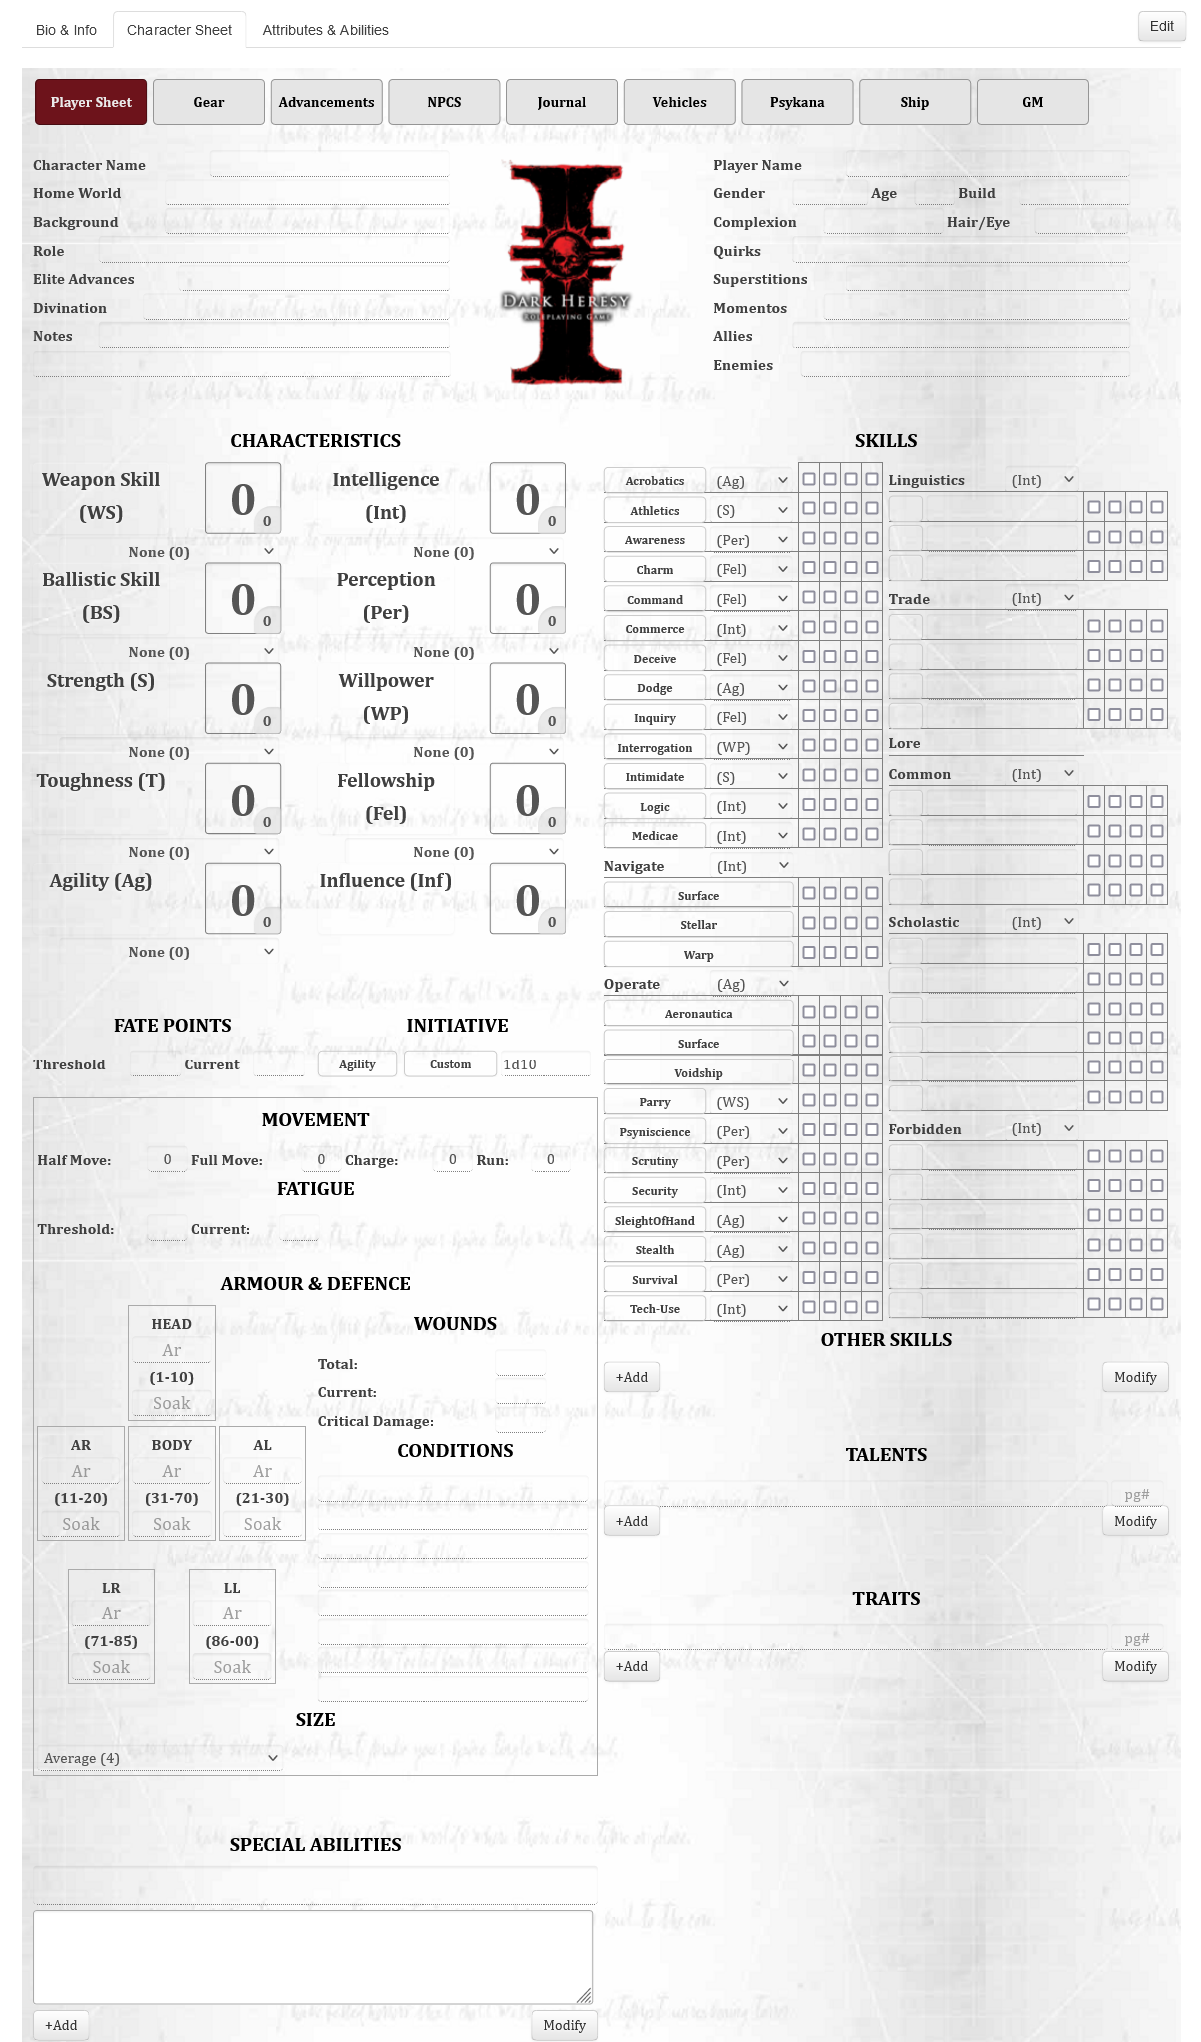 Bio & Info Character Sheet Attributes & Abilities Edit
Player Sheet Gear Advancements NPCS Journal Vehicles Psykana Ship GM
Character Name
Home World
Background
Role
Elite Advances
Divination
Notes
DARK HERESY
ROLEPLAYING GAME
Player Name
Gender Age Build
Complexion Hair/Eye
Quirks
Superstitions
Momentos
Allies
Enemies
CHARACTERISTICS
Weapon Skill (WS) 0 0
None (0)
Intelligence (Int) 0 0
None (0)
Ballistic Skill (BS) 0 0
None (0)
Perception (Per) 0 0
None (0)
Strength (S) 0 0
None (0)
Willpower (WP) 0 0
None (0)
Toughness (T) 0 0
None (0)
Fellowship (Fel) 0 0
None (0)
Agility (Ag) 0 0
None (0)
Influence (Inf) 0 0
FATE POINTS
Threshold Current
INITIATIVE
Agility Custom 1d10
MOVEMENT
Half Move: 0 Full Move: 0 Charge: 0 Run: 0
FATIGUE
Threshold: Current:
ARMOUR & DEFENCE
HEAD
Ar
(1-10)
Soak
AR
Ar
(11-20)
Soak
BODY
Ar
(31-70)
Soak
AL
Ar
(21-30)
Soak
LR
Ar
(71-85)
Soak
LL
Ar
(86-00)
Soak
WOUNDS
Total:
Current:
Critical Damage:
CONDITIONS
SIZE
Average (4)
SPECIAL ABILITIES
+Add Modify
SKILLS
Acrobatics (Ag)
Athletics (S)
Awareness (Per)
Charm (Fel)
Command (Fel)
Commerce (Int)
Deceive (Fel)
Dodge (Ag)
Inquiry (Fel)
Interrogation (WP)
Intimidate (S)
Logic (Int)
Medicae (Int)
Navigate (Int)
Surface
Stellar
Warp
Operate (Ag)
Aeronautica
Surface
Voidship
Parry (WS)
Psyniscience (Per)
Scrutiny (Per)
Security (Int)
SleightOfHand (Ag)
Stealth (Ag)
Survival (Per)
Tech-Use (Int)
Linguistics (Int)
Trade (Int)
Lore
Common (Int)
Scholastic (Int)
Forbidden (Int)
OTHER SKILLS
+Add Modify
TALENTS
pg#
+Add Modify
TRAITS
pg#
+Add Modify